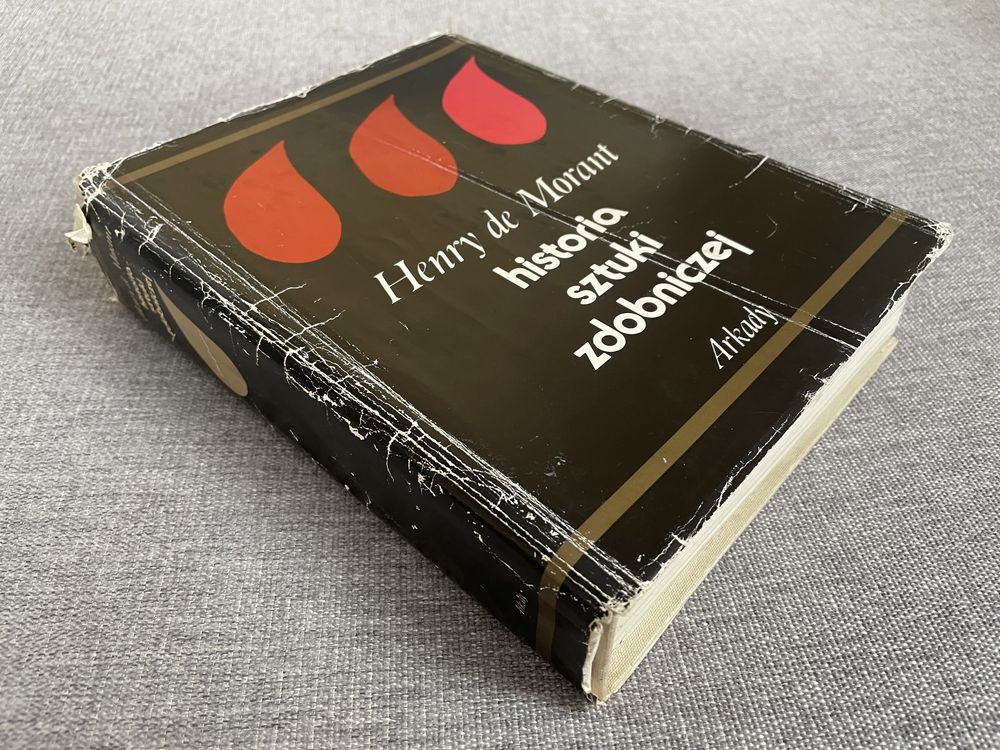 Henry de Morant
historia
sztuki
zdobniczej
Arkady